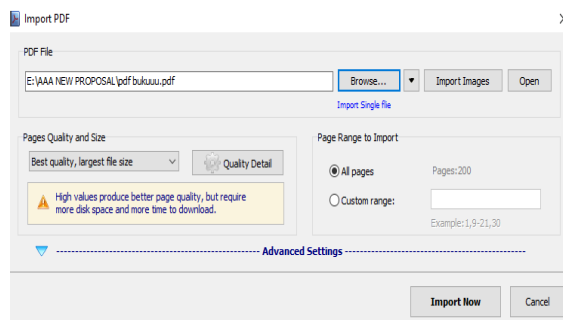 Import PDF
PDF File
E:\AAA NEW PROPOSAL\pdf bukuuu.pdf
Browse... Import Images Open
Import Single file
Pages Quality and Size
Page Range to Import
Best quality, largest file size
Quality Detail
All pages Pages:200
High values produce better page quality, but require
more disk space and more time to download.
Custom range:
Example:1,9-21,30
Advanced Settings
Import Now Cancel